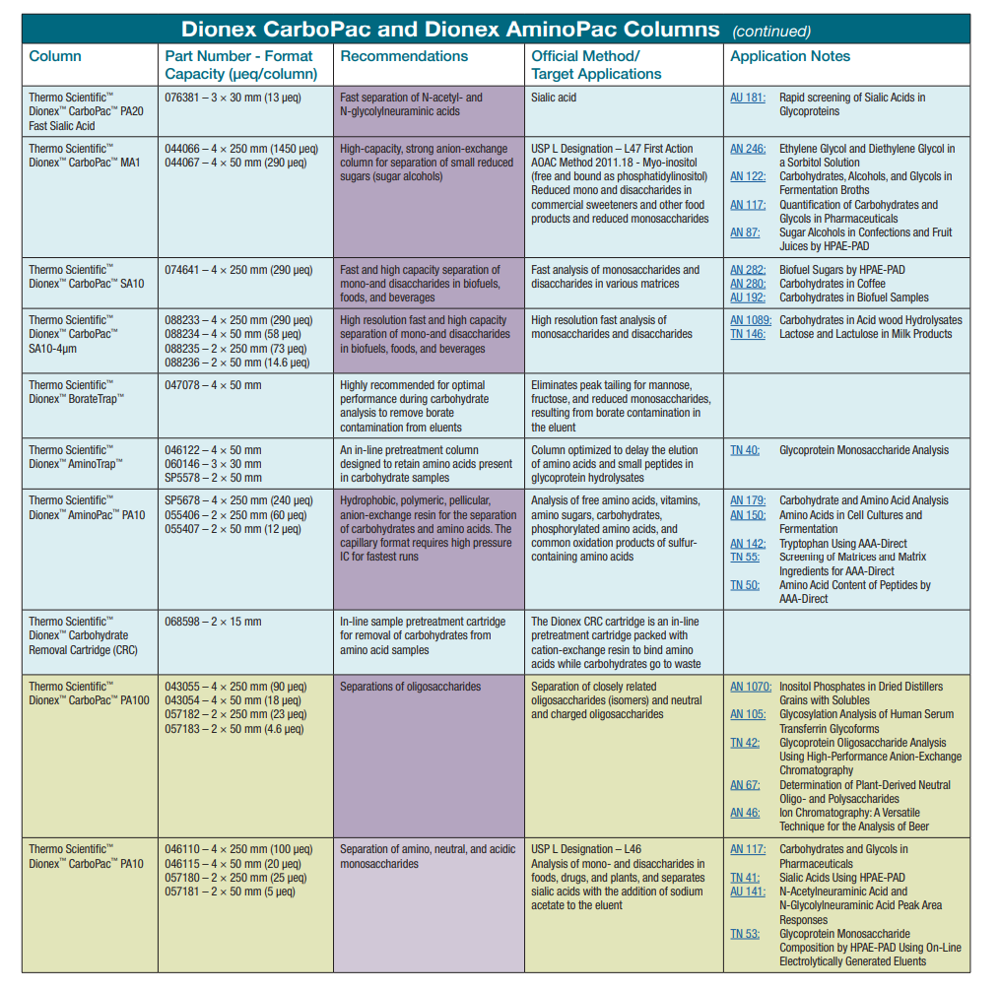 Dionex CarboPac and Dionex AminoPac Columns (continued)
Column
Part Number - Format
Capacity (µeq/column)
Recommendations
Official Method/
Target Applications
Application Notes
Thermo Scientific™
Dionex™ CarboPac™ PA20
Fast Sialic Acid
076381 – 3 × 30 mm (13 µeq)
Fast separation of N-acetyl- and
N-glycolylneuraminic acids
Sialic acid
AU 181: Rapid screening of Sialic Acids in
Glycoproteins
Thermo Scientific™
Dionex™ CarboPac™ MA1
044066 – 4 × 250 mm (1450 µeq)
044067 – 4 × 50 mm (290 µeq)
High-capacity, strong anion-exchange
column for separation of small reduced
sugars (sugar alcohols)
USP L Designation – L47 First Action
AOAC Method 2011.18 - Myo-inositol
(free and bound as phosphatidylinositol)
Reduced mono and disaccharides in
commercial sweeteners and other food
products and reduced monosaccharides
AN 246: Ethylene Glycol and Diethylene Glycol in
a Sorbitol Solution
AN 122: Carbohydrates, Alcohols, and Glycols in
Fermentation Broths
AN 117: Quantification of Carbohydrates and
Glycols in Pharmaceuticals
AN 87: Sugar Alcohols in Confections and Fruit
Juices by HPAE-PAD
Thermo Scientific™
Dionex™ CarboPac™ SA10
074641 – 4 × 250 mm (290 µeq)
Fast and high capacity separation of
mono-and disaccharides in biofuels,
foods, and beverages
Fast analysis of monosaccharides and
disaccharides in various matrices
AN 282: Biofuel Sugars by HPAE-PAD
AN 280: Carbohydrates in Coffee
AU 192: Carbohydrates in Biofuel Samples
Thermo Scientific™
Dionex™ CarboPac™
SA10-4µm
088233 – 4 × 250 mm (290 µeq)
088234 – 4 × 50 mm (58 µeq)
088235 – 2 × 250 mm (73 µeq)
088236 – 2 × 50 mm (14.6 µeq)
High resolution fast and high capacity
separation of mono-and disaccharides
in biofuels, foods, and beverages
High resolution fast analysis of
monosaccharides and disaccharides
AN 1089: Carbohydrates in Acid wood Hydrolysates
TN 146: Lactose and Lactulose in Milk Products
Thermo Scientific™
Dionex™ BorateTrap™
047078 – 4 × 50 mm
Highly recommended for optimal
performance during carbohydrate
analysis to remove borate
contamination from eluents
Eliminates peak tailing for mannose,
fructose, and reduced monosaccharides,
resulting from borate contamination in
the eluent
Thermo Scientific™
Dionex™ AminoTrap™
046122 – 4 × 50 mm
060146 – 3 × 30 mm
SP5578 – 2 × 50 mm
An in-line pretreatment column
designed to retain amino acids present
in carbohydrate samples
Column optimized to delay the elution
of amino acids and small peptides in
glycoprotein hydrolysates
TN 40: Glycoprotein Monosaccharide Analysis
Thermo Scientific™
Dionex™ AminoPac™ PA10
SP5678 – 4 × 250 mm (240 µeq)
055406 – 2 × 250 mm (60 µeq)
055407 – 2 × 50 mm (12 µeq)
Hydrophobic, polymeric, pellicular,
anion-exchange resin for the separation
of carbohydrates and amino acids. The
capillary format requires high pressure
IC for fastest runs
Analysis of free amino acids, vitamins,
amino sugars, carbohydrates,
phosphorylated amino acids, and
common oxidation products of sulfur-
containing amino acids
AN 179: Carbohydrate and Amino Acid Analysis
AN 150: Amino Acids in Cell Cultures and
Fermentation
AN 142: Tryptophan Using AAA-Direct
TN 55: Screening of Matrices and Matrix
Ingredients for AAA-Direct
TN 50: Amino Acid Content of Peptides by
AAA-Direct
Thermo Scientific™
Dionex™ Carbohydrate
Removal Cartridge (CRC)
068598 – 2 × 15 mm
In-line sample pretreatment cartridge
for removal of carbohydrates from
amino acid samples
The Dionex CRC cartridge is an in-line
pretreatment cartridge packed with
cation-exchange resin to bind amino
acids while carbohydrates go to waste
Thermo Scientific™
Dionex™ CarboPac™ PA100
043055 – 4 × 250 mm (90 µeq)
043054 – 4 × 50 mm (18 µeq)
057182 – 2 × 250 mm (23 µeq)
057183 – 2 × 50 mm (4.6 µeq)
Separations of oligosaccharides
Separation of closely related
oligosaccharides (isomers) and neutral
and charged oligosaccharides
AN 1070: Inositol Phosphates in Dried Distillers
Grains with Solubles
AN 105: Glycosylation Analysis of Human Serum
Transferrin Glycoforms
TN 42: Glycoprotein Oligosaccharide Analysis
Using High-Performance Anion-Exchange
Chromatography
AN 67: Determination of Plant-Derived Neutral
Oligo- and Polysaccharides
AN 46: Ion Chromatography: A Versatile
Technique for the Analysis of Beer
Thermo Scientific™
Dionex™ CarboPac™ PA10
046110 – 4 × 250 mm (100 µeq)
046115 – 4 × 50 mm (20 µeq)
057180 – 2 × 250 mm (25 µeq)
057181 – 2 × 50 mm (5 µeq)
Separation of amino, neutral, and acidic
monosaccharides
USP L Designation – L46
Analysis of mono- and disaccharides in
foods, drugs, and plants, and separates
sialic acids with the addition of sodium
acetate to the eluent
AN 117: Carbohydrates and Glycols in
Pharmaceuticals
TN 41: Sialic Acids Using HPAE-PAD
AU 141: N-Acetylneuraminic Acid and
N-Glycolylneuraminic Acid Peak Area
Responses
TN 53: Glycoprotein Monosaccharide
Composition by HPAE-PAD Using On-Line
Electrolytically Generated Eluents